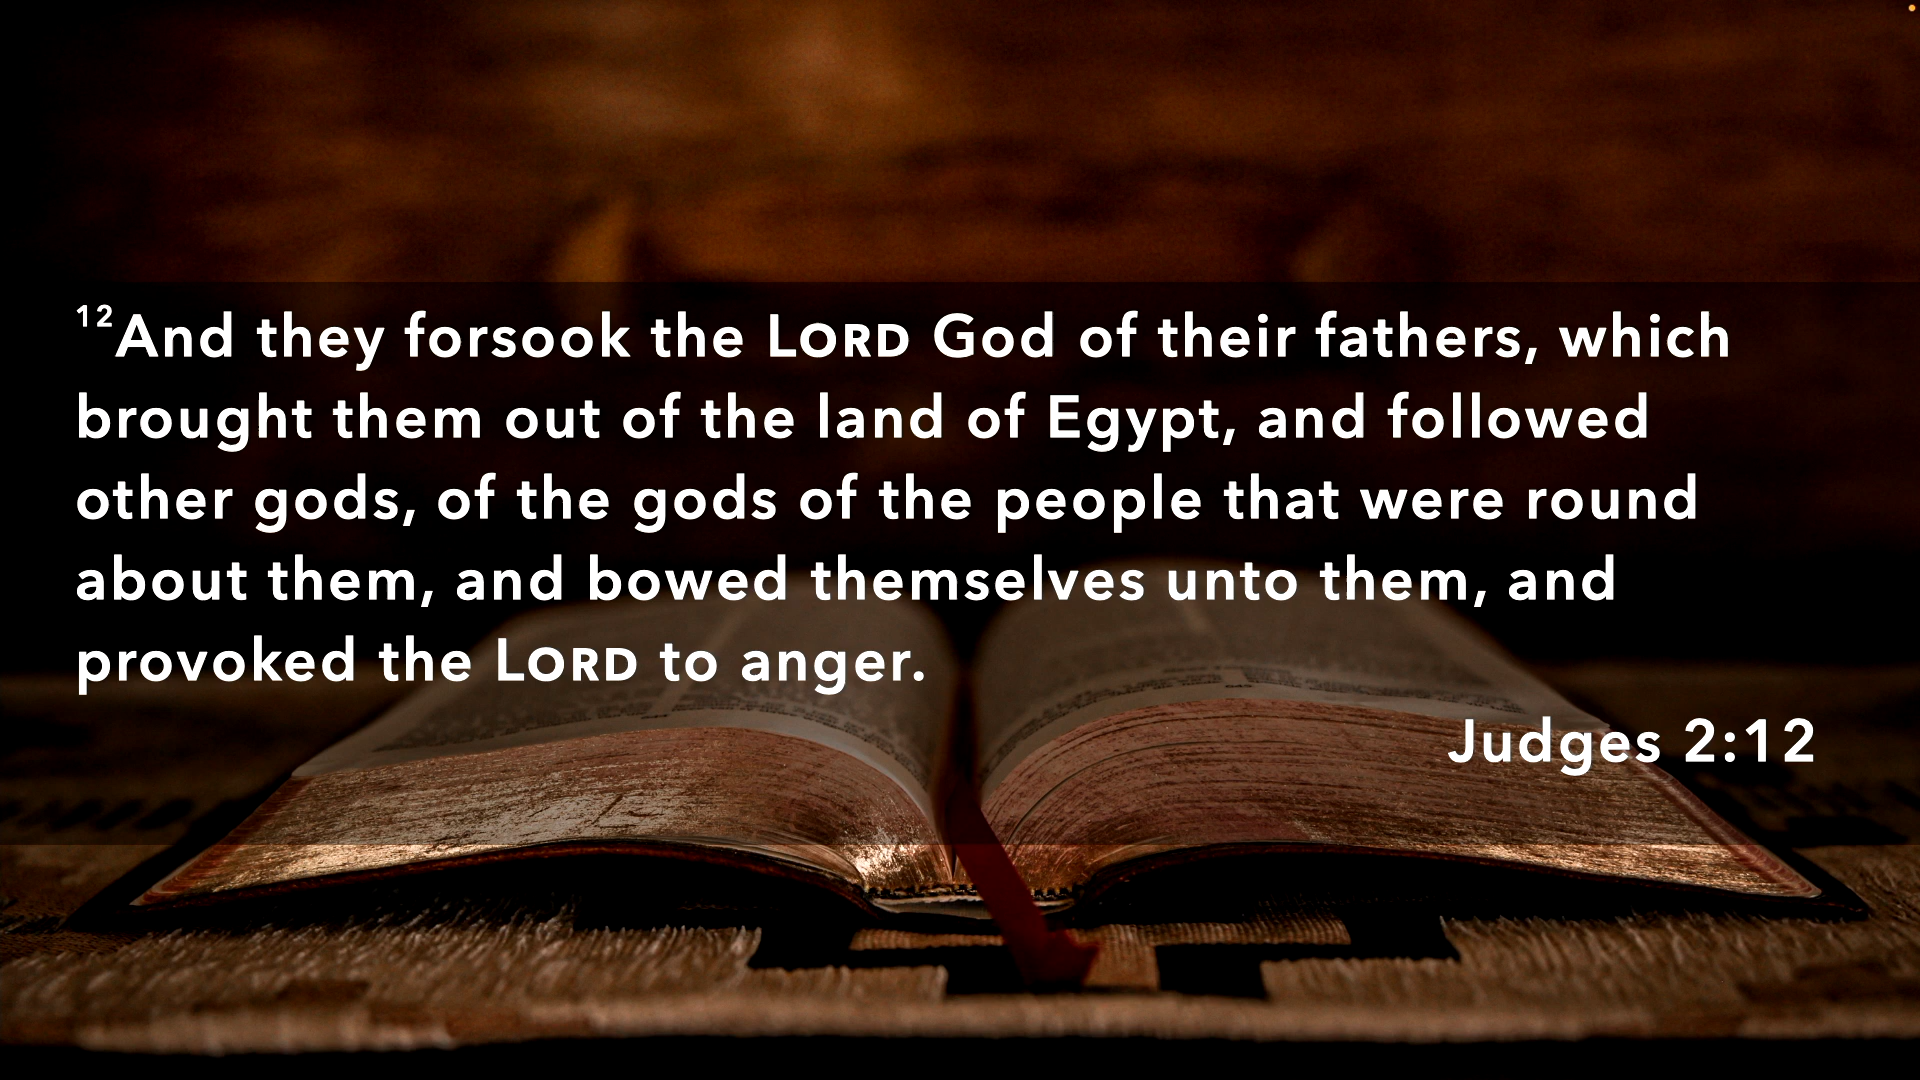 12And they forsook the LORD God of their fathers, which
brought them out of the land of Egypt, and followed
other gods, of the gods of the people that were round
about them, and bowed themselves unto them, and
provoked the LORD to anger.
Judges 2:12